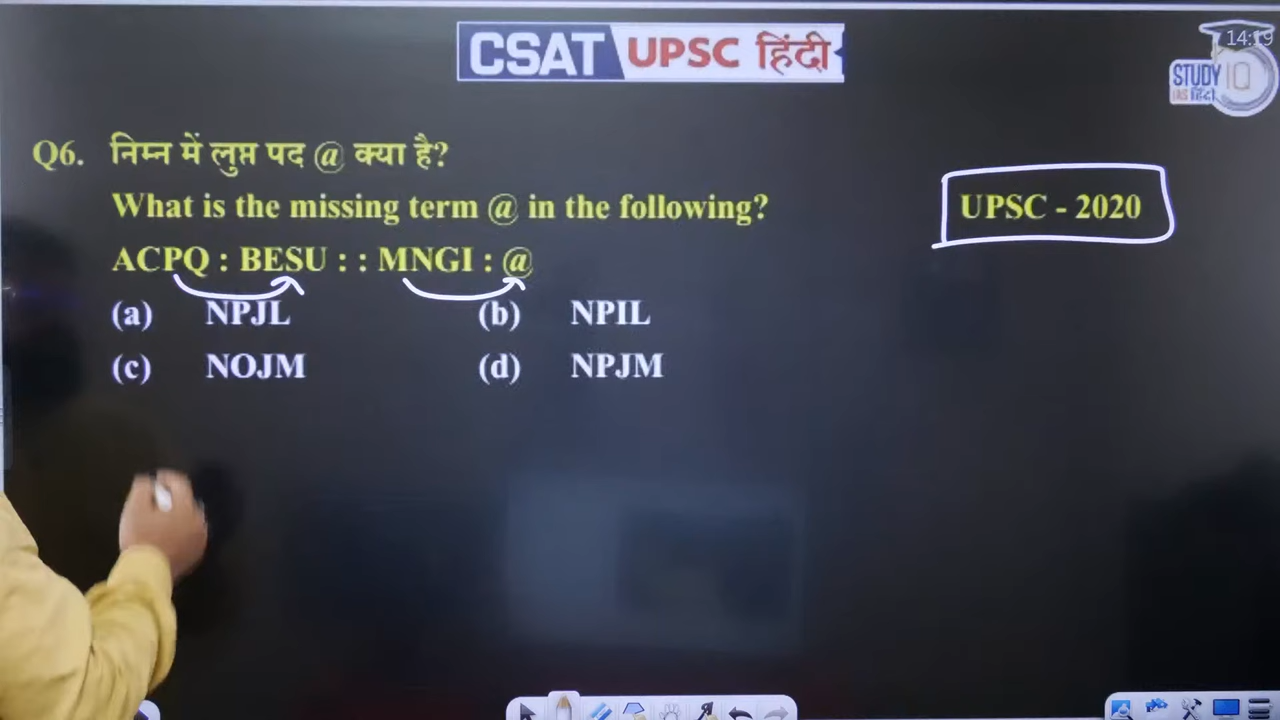 CSAT UPSC हिंदी
14:19
STUDY IQ
IAS हिंदी
Q6. निम्न में लुप्त पद @ क्या है?
What is the missing term @ in the following?
UPSC - 2020
ACPQ : BESU : : MNGI : @
(a) NPJL (b) NPIL
(c) NOJM (d) NPJM